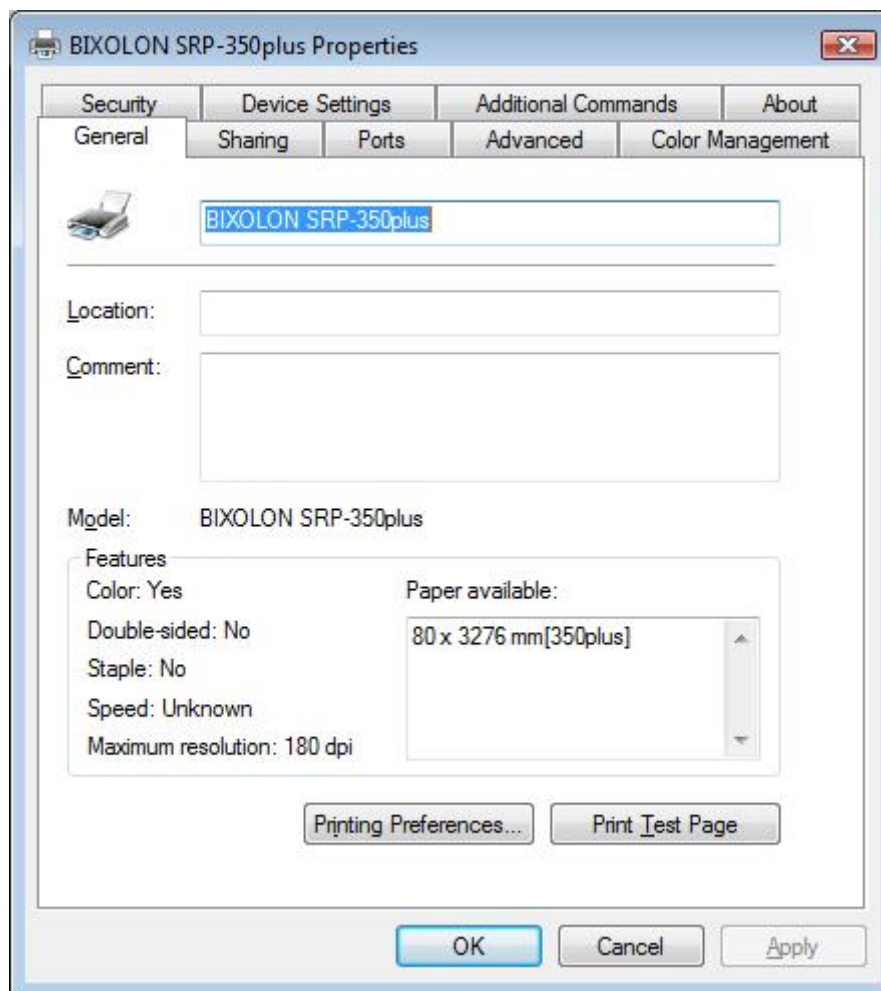 BIXOLON SRP-350plus Properties
Security Device Settings Additional Commands About
General Sharing Ports Advanced Color Management
BIXOLON SRP-350plus
Location:
Comment:
Model: BIXOLON SRP-350plus
Features
Color: Yes Paper available:
Double-sided: No 80 x 3276 mm[350plus]
Staple: No
Speed: Unknown
Maximum resolution: 180 dpi
Printing Preferences... Print Test Page
OK Cancel Apply